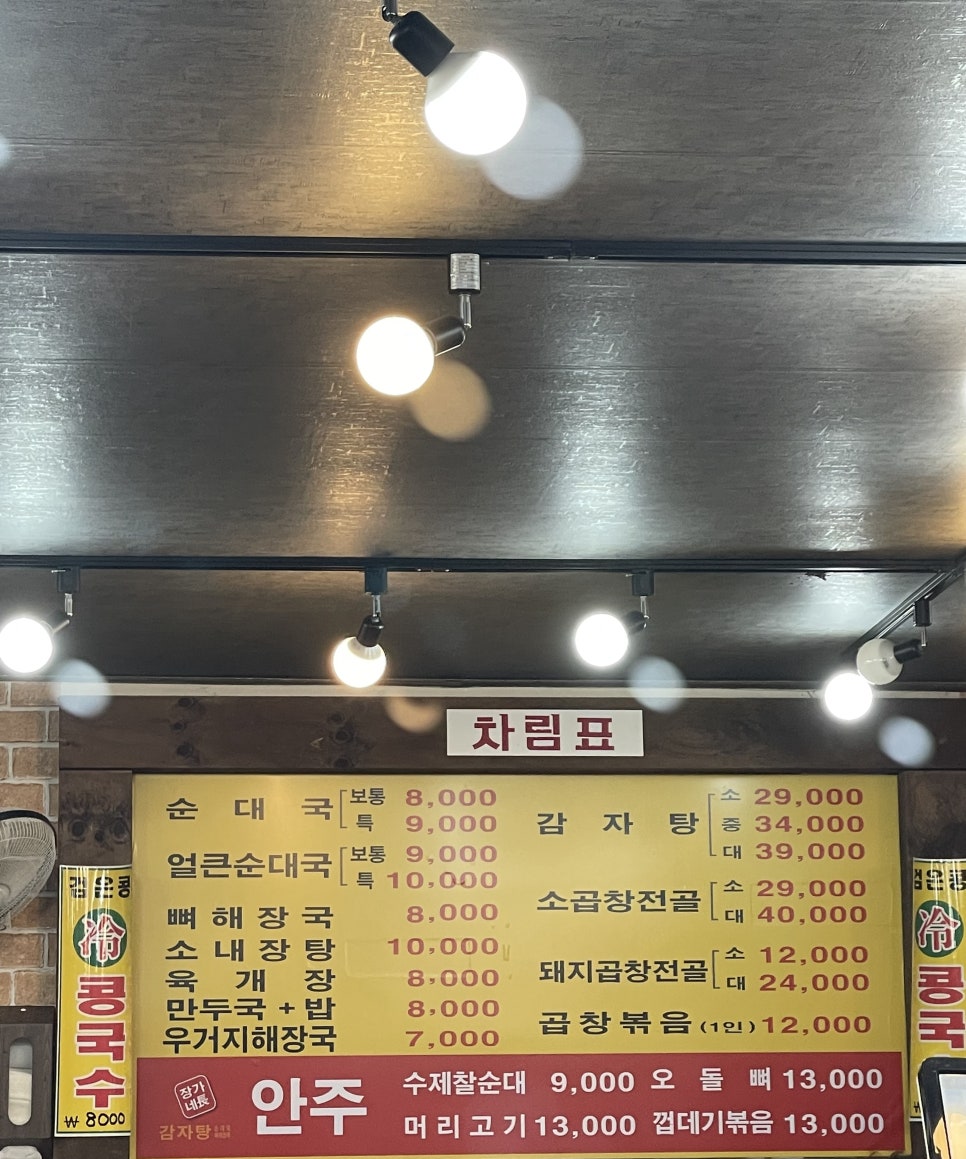 차림표
순대국 보통 8,000
특 9,000
얼큰순대국 보통 9,000
특 10,000
뼈해장국 8,000
소내장탕 10,000
육개장 8,000
만두국+밥 8,000
우거지해장국 7,000
감자탕 소 29,000
중 34,000
대 39,000
소곱창전골 소 29,000
대 40,000
돼지곱창전골 소 12,000
대 24,000
곱창볶음(1인) 12,000
장가
네長
감자탕
안주
수제찰순대 9,000 오돌뼈 13,000
머리고기 13,000 껍데기볶음 13,000
검은콩
冷
콩
국
수
₩ 8000
검은콩
冷
콩
국